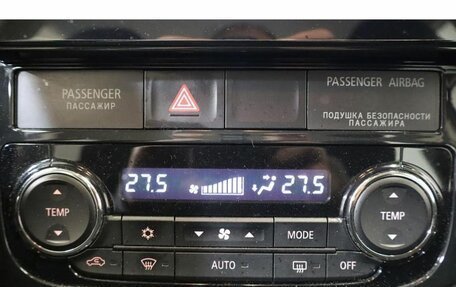 PASSENGER
ПАССАЖИР
PASSENGER AIRBAG
ПОДУШКА БЕЗОПАСНОСТИ
ПАССАЖИРА
27.5
27.5
TEMP
MODE
TEMP
AUTO
OFF